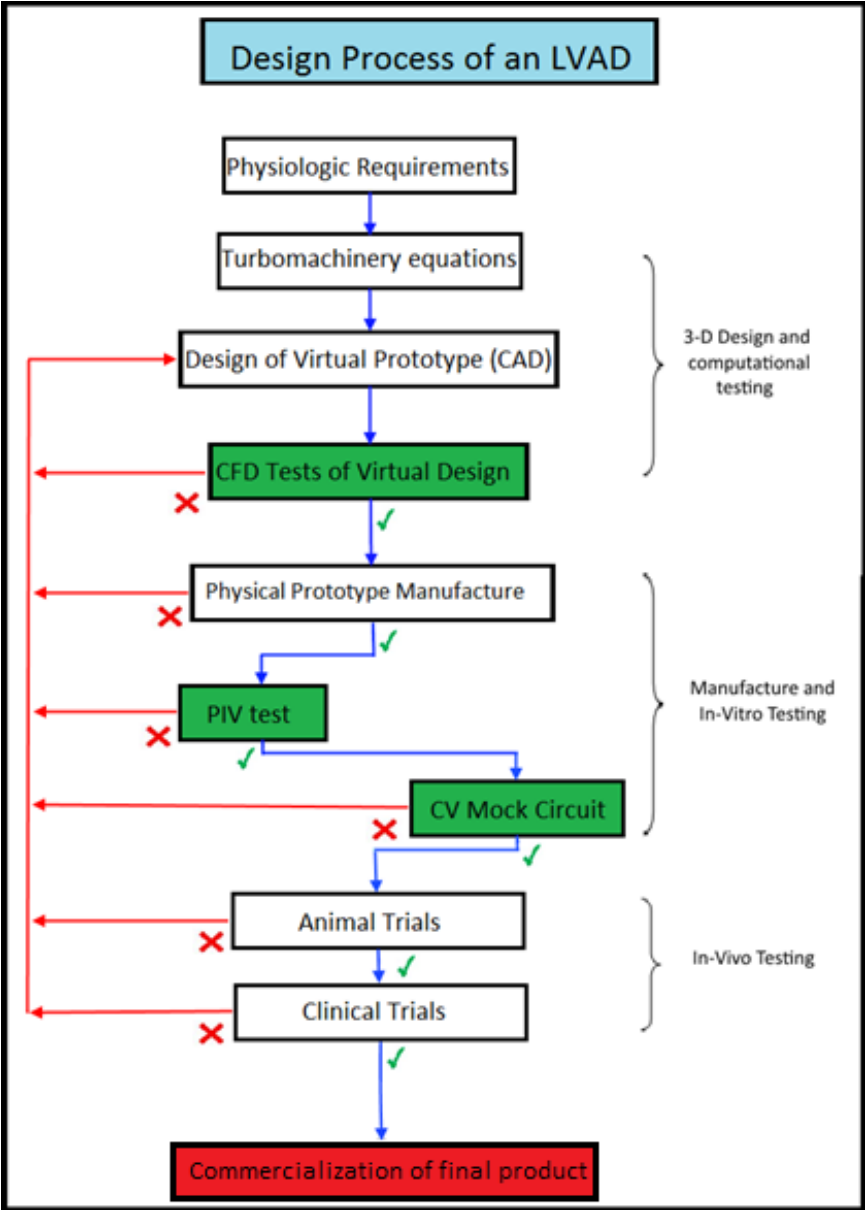 Design Process of an LVAD
Physiologic Requirements
Turbomachinery equations
Design of Virtual Prototype (CAD)
3-D Design and
computational
testing
CFD Tests of Virtual Design
Physical Prototype Manufacture
PIV test
Manufacture and
In-Vitro Testing
CV Mock Circuit
Animal Trials
In-Vivo Testing
Clinical Trials
Commercialization of final product